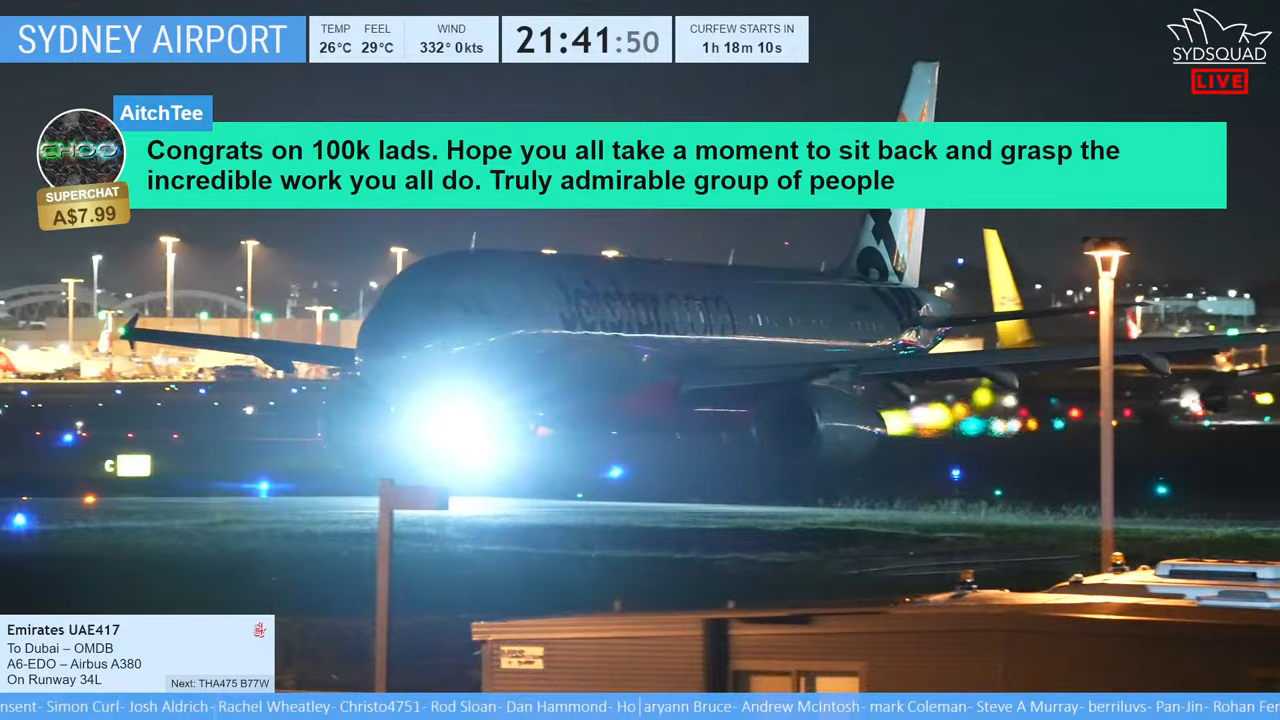 SYDNEY AIRPORT
TEMP FEEL WIND
26°C 29°C 332° 0kts
21:41:50
CURFEW STARTS IN
1h 18m 10s
SYDSQUAD
LIVE
AitchTee
CHOO
SUPERCHAT
A$7.99
Congrats on 100k lads. Hope you all take a moment to sit back and grasp the
incredible work you all do. Truly admirable group of people
Jetstar.com
C
Emirates UAE417
To Dubai – OMDB
A6-EDO – Airbus A380
On Runway 34L
Next: THA475 B77W
nsent- Simon Curl- Josh Aldrich- Rachel Wheatley- Christo4751- Rod Sloan- Dan Hammond- Ho|aryann Bruce- Andrew McIntosh- mark Coleman- Steve A Murray- berriluvs- Pan-Jin- Rohan Fer